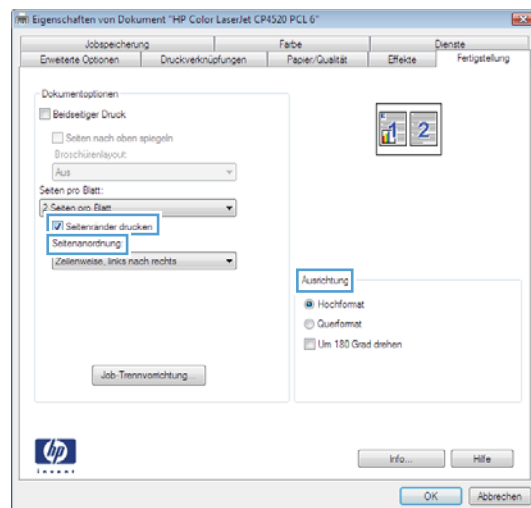 Eigenschaften von Dokument "HP Color LaserJet CP4520 PCL 6"
Jobspeicherung Farbe Dienste
Erweiterte Optionen Druckverknüpfungen Papier/Qualität Effekte Fertigstellung
Dokumentoptionen
Beidseitiger Druck
Seiten nach oben spiegeln
Broschürenlayout:
Aus
Seiten pro Blatt:
2 Seiten pro Blatt
Seitenränder drucken
Seitenanordnung:
Zeilenweise, links nach rechts
Job-Trennvorrichtung...
1 2
Ausrichtung
Hochformat
Querformat
Um 180 Grad drehen
hp
invent
Info...
Hilfe
OK
Abbrechen